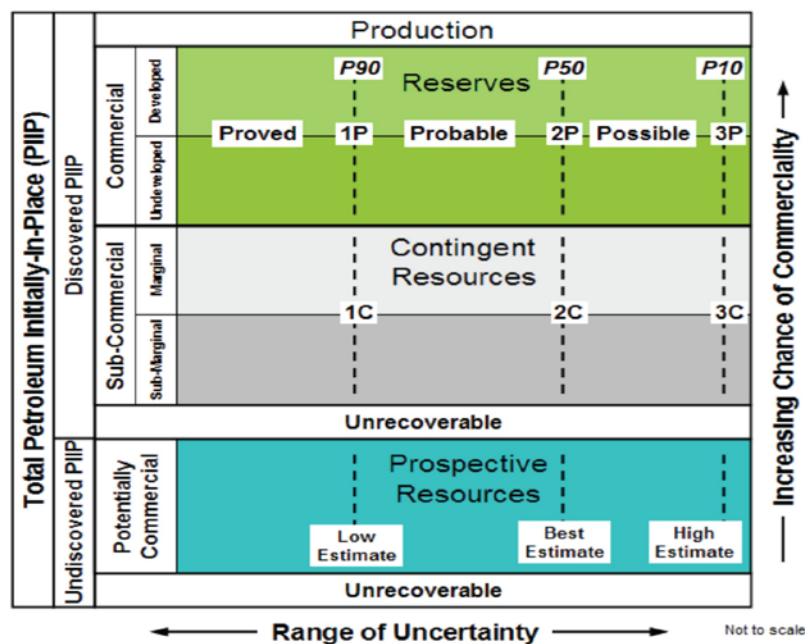 Total Petroleum Initially-In-Place (PIIP)
Discovered PIIP
Undiscovered PIIP
Production
Commercial
Developed
Undeveloped
P90
P50
P10
Reserves
Proved
1P
Probable
2P
Possible
3P
Sub-Commercial
Marginal
Sub-Marginal
Contingent
Resources
1C
2C
3C
Unrecoverable
Potentially
Commercial
Prospective
Resources
Low
Estimate
Best
Estimate
High
Estimate
Unrecoverable
Increasing Chance of Commerciality
Range of Uncertainty
Not to scale